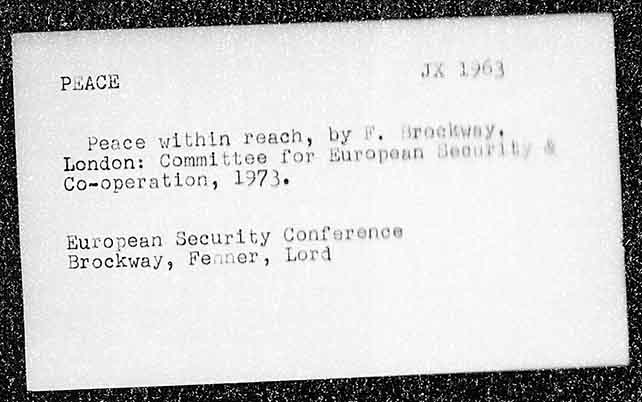 PEACE JX 1963
Peace within reach, by F. Brockway.
London: Committee for European Security &
Co-operation, 1973.
European Security Conference
Brockway, Fenner, Lord